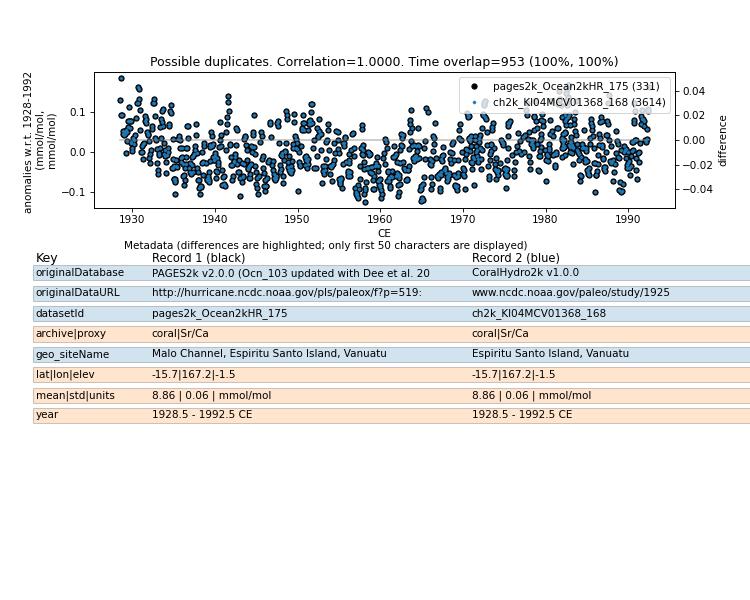 Possible duplicates. Correlation=1.0000. Time overlap=953 (100%, 100%)
anomalies w.r.t. 1928-1992
(mmol/mol,
mmol/mol)
0.1
0.0
−0.1
pages2k_Ocean2kHR_175 (331)
ch2k_KI04MCV01368_168 (3614)
0.04
0.02
0.00
−0.02
−0.04
difference
1930 1940 1950 1960 1970 1980 1990
CE
Metadata (differences are highlighted; only first 50 characters are displayed)
Key Record 1 (black) Record 2 (blue)
originalDatabase PAGES2k v2.0.0 (Ocn_103 updated with Dee et al. 20 CoralHydro2k v1.0.0
originalDataURL http://hurricane.ncdc.noaa.gov/pls/paleox/f?p=519: www.ncdc.noaa.gov/paleo/study/1925
datasetId pages2k_Ocean2kHR_175 ch2k_KI04MCV01368_168
archive|proxy coral|Sr/Ca coral|Sr/Ca
geo_siteName Malo Channel, Espiritu Santo Island, Vanuatu Espiritu Santo Island, Vanuatu
lat|lon|elev -15.7|167.2|-1.5 -15.7|167.2|-1.5
mean|std|units 8.86 | 0.06 | mmol/mol 8.86 | 0.06 | mmol/mol
year 1928.5 - 1992.5 CE 1928.5 - 1992.5 CE